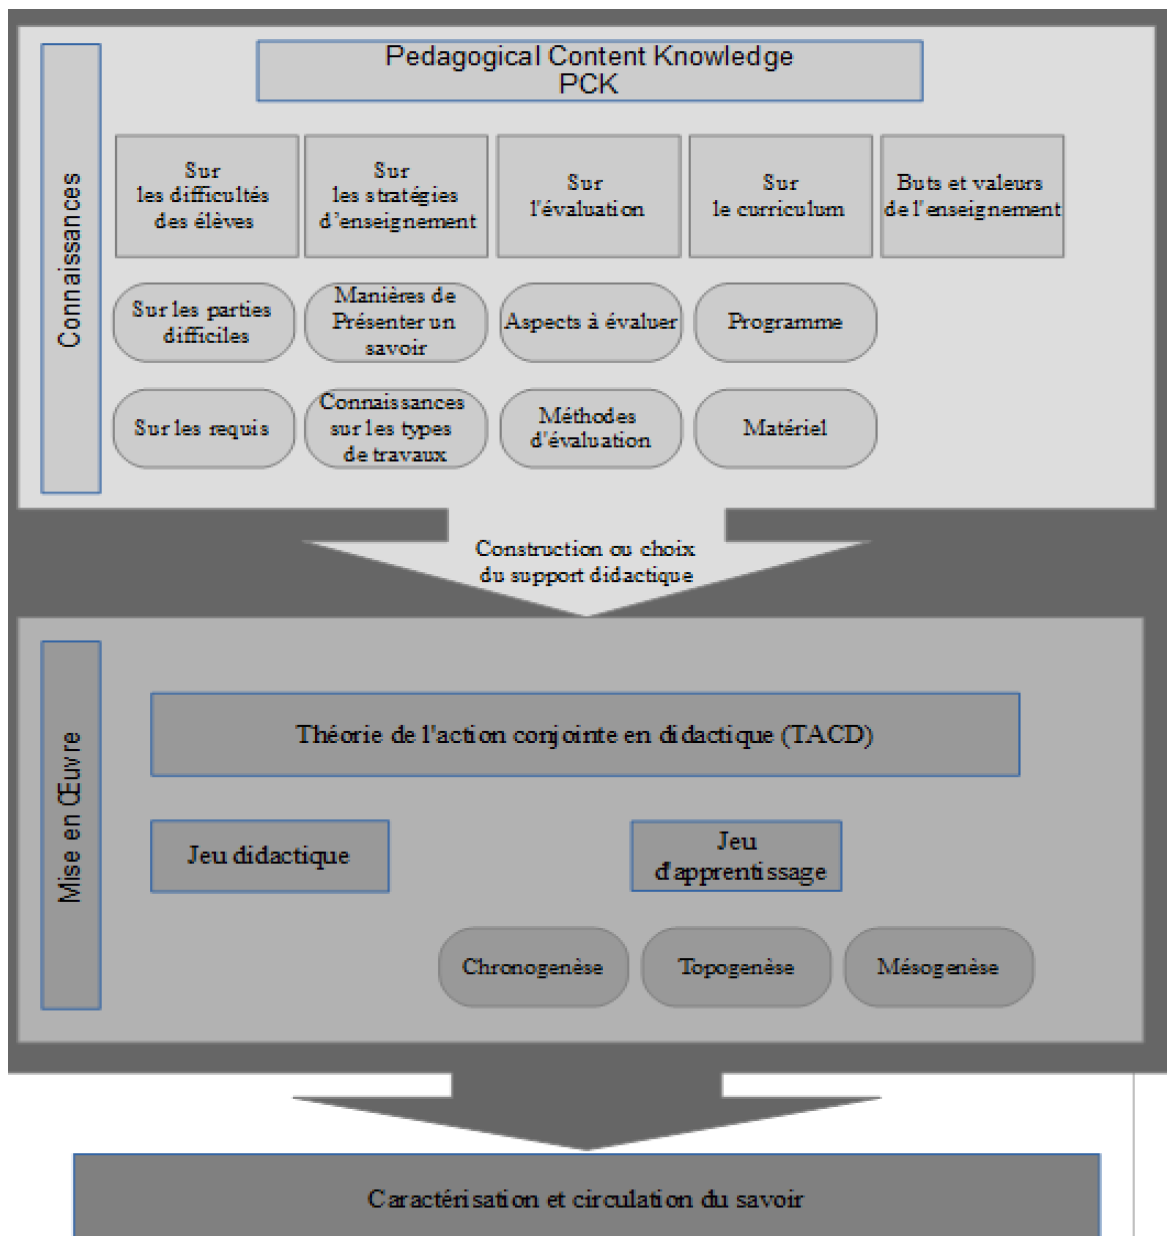 Pedagogical Content Knowledge
PCK
Connaissances
Sur
les difficultés
des élèves
Sur
les stratégies
d'enseignement
Sur
l'évaluation
Sur
le curriculum
Buts et valeurs
de l'enseignement
Sur les parties
difficiles
Manières de
Présenter un
savoir
Aspects à évaluer
Programme
Sur les requis
Connaissances
sur les types
de travaux
Méthodes
d'évaluation
Matériel
Construction ou choix
du support didactique
Mise en Œuvre
Théorie de l'action conjointe en didactique (TACD)
Jeu didactique
Jeu
d'apprentissage
Chronogenèse
Topogenèse
Mésogenèse
Caractérisation et circulation du savoir